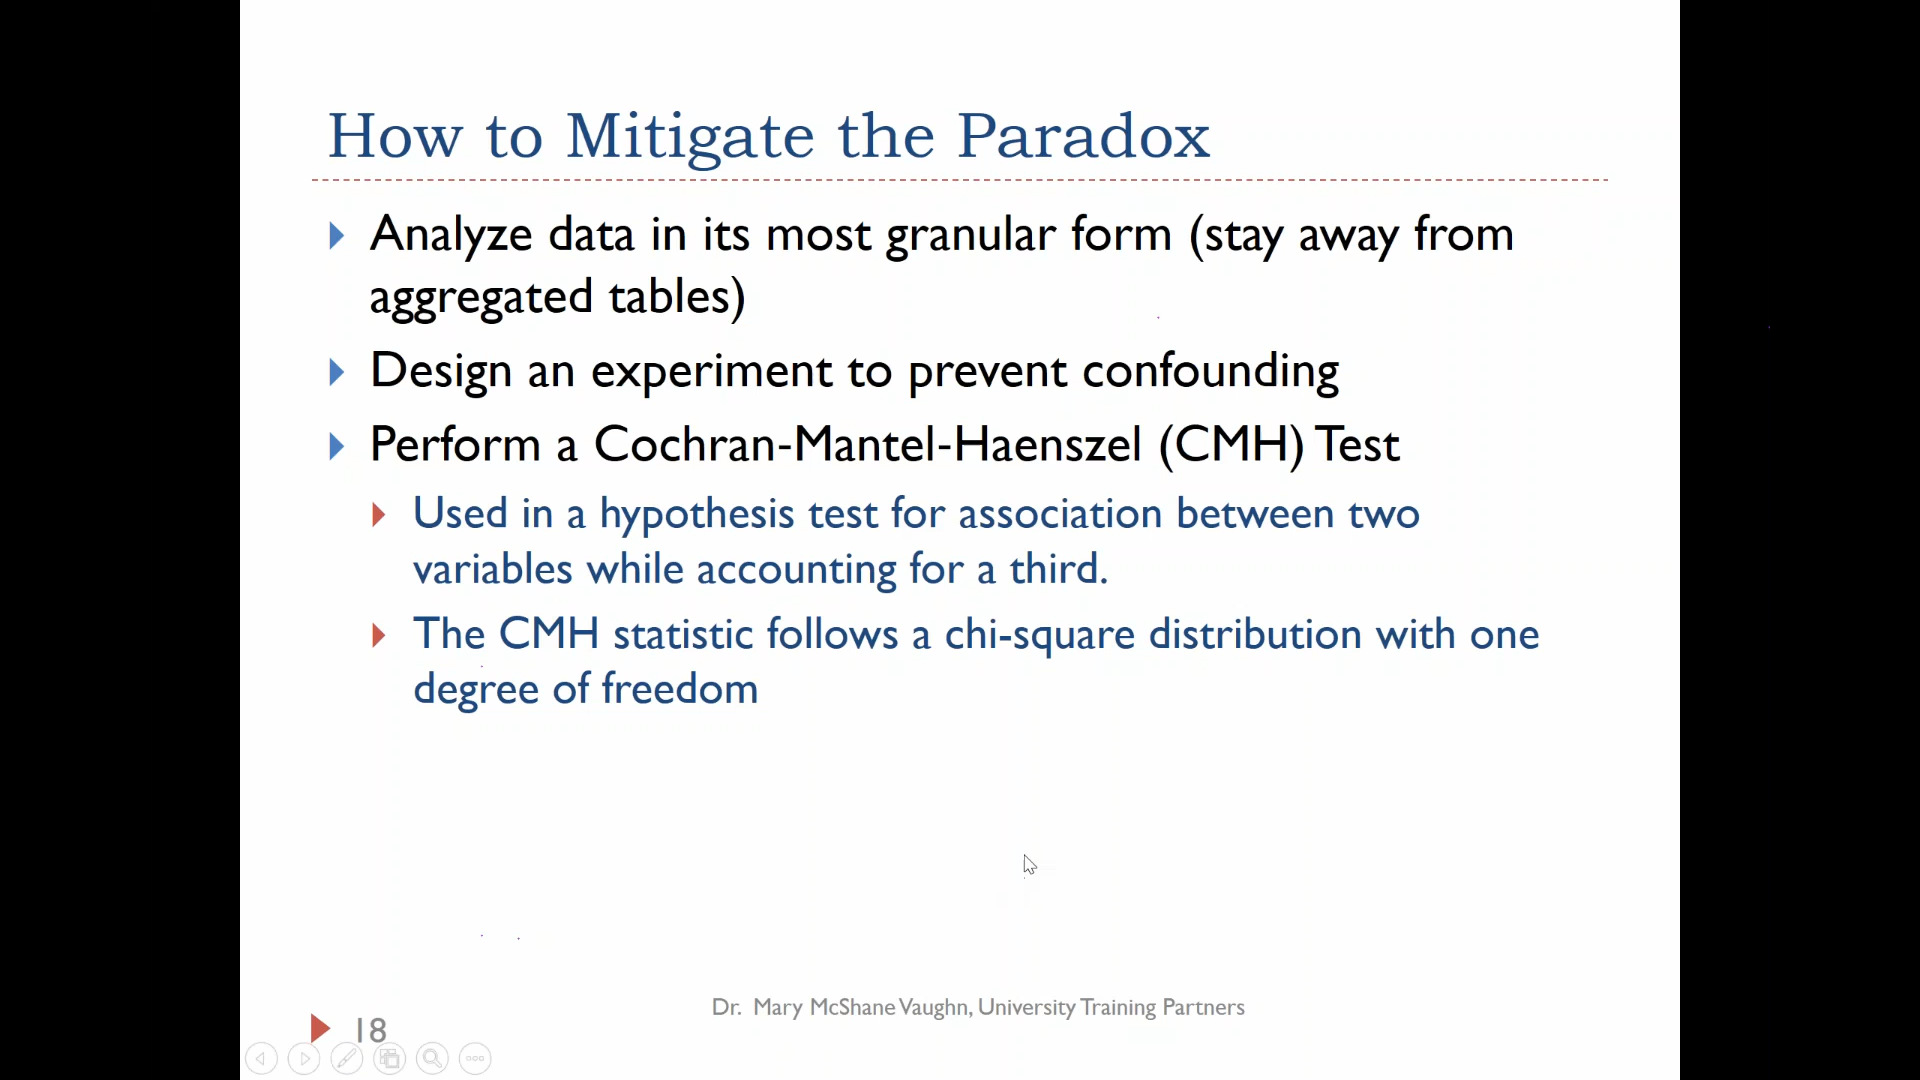 How to Mitigate the Paradox
Analyze data in its most granular form (stay away from
aggregated tables)
Design an experiment to prevent confounding
Perform a Cochran-Mantel-Haenszel (CMH) Test
Used in a hypothesis test for association between two
variables while accounting for a third.
The CMH statistic follows a chi-square distribution with one
degree of freedom
Dr. Mary McShane Vaughn, University Training Partners
18